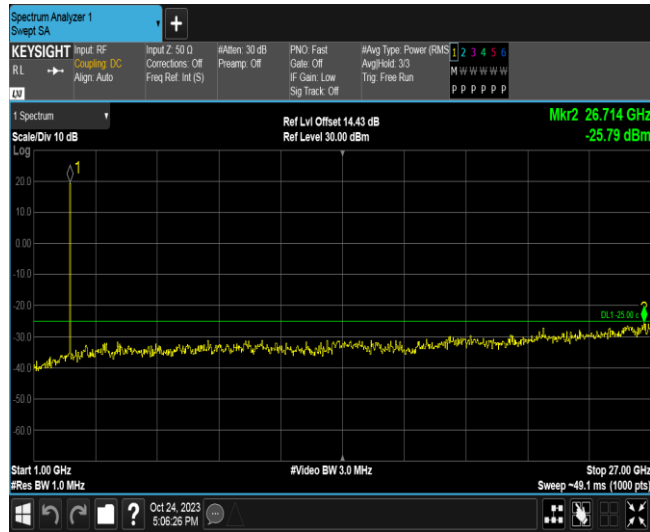 Spectrum Analyzer 1
Swept SA
KEYSIGHT
RL
LXI
Input: RF
Coupling: DC
Align: Auto
Input Z: 50 Ω
Corrections: Off
Freq Ref: Int (S)
#Atten: 30 dB
Preamp: Off
PNO: Fast
Gate: Off
IF Gain: Low
Sig Track: Off
#Avg Type: Power (RMS
Avg|Hold: 3/3
Trig: Free Run
1 2 3 4 5 6
M W W W W W
P P P P P P
1 Spectrum
Scale/Div 10 dB
Log
Ref Lvl Offset 14.43 dB
Ref Level 30.00 dBm
Mkr2 26.714 GHz
-25.79 dBm
1
20.0
10.0
0.00
-10.0
-20.0
2
DL1 -25.00 c
-30.0
-40.0
-50.0
-60.0
Start 1.00 GHz
#Res BW 1.0 MHz
#Video BW 3.0 MHz
Stop 27.00 GHz
Sweep ~49.1 ms (1000 pts)
?
Oct 24, 2023
5:06:26 PM